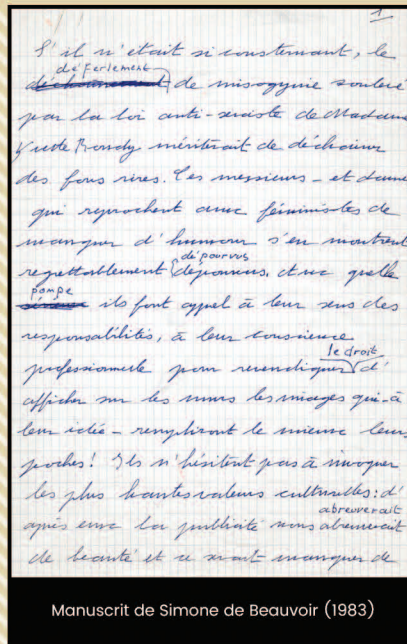 1
S'il n'était si consternant, le
déferlement
déchaînement de misogynie soulevé
par la loi anti-sexiste de Madame
Yvette Roudy mériterait de déchaîner
des fous rires. Ces messieurs - et dames
qui reprochent aux féministes de
manquer d'humour s'en montrent
dépourvus
regrettablement dépourvus. Avec quelle
pompe
ils font appel à leur sens des
responsabilités, à leur conscience
le droit
professionnelle pour revendiquer d'
afficher sur les murs les images qui - à
leur idée - rempliront le mieux leurs
poches ! Ils n'hésitent pas à invoquer
les plus hautes valeurs culturelles : d'
abreuverait
après eux la publicité nous abreuverait
de beauté et ce serait manquer de
Manuscrit de Simone de Beauvoir (1983)